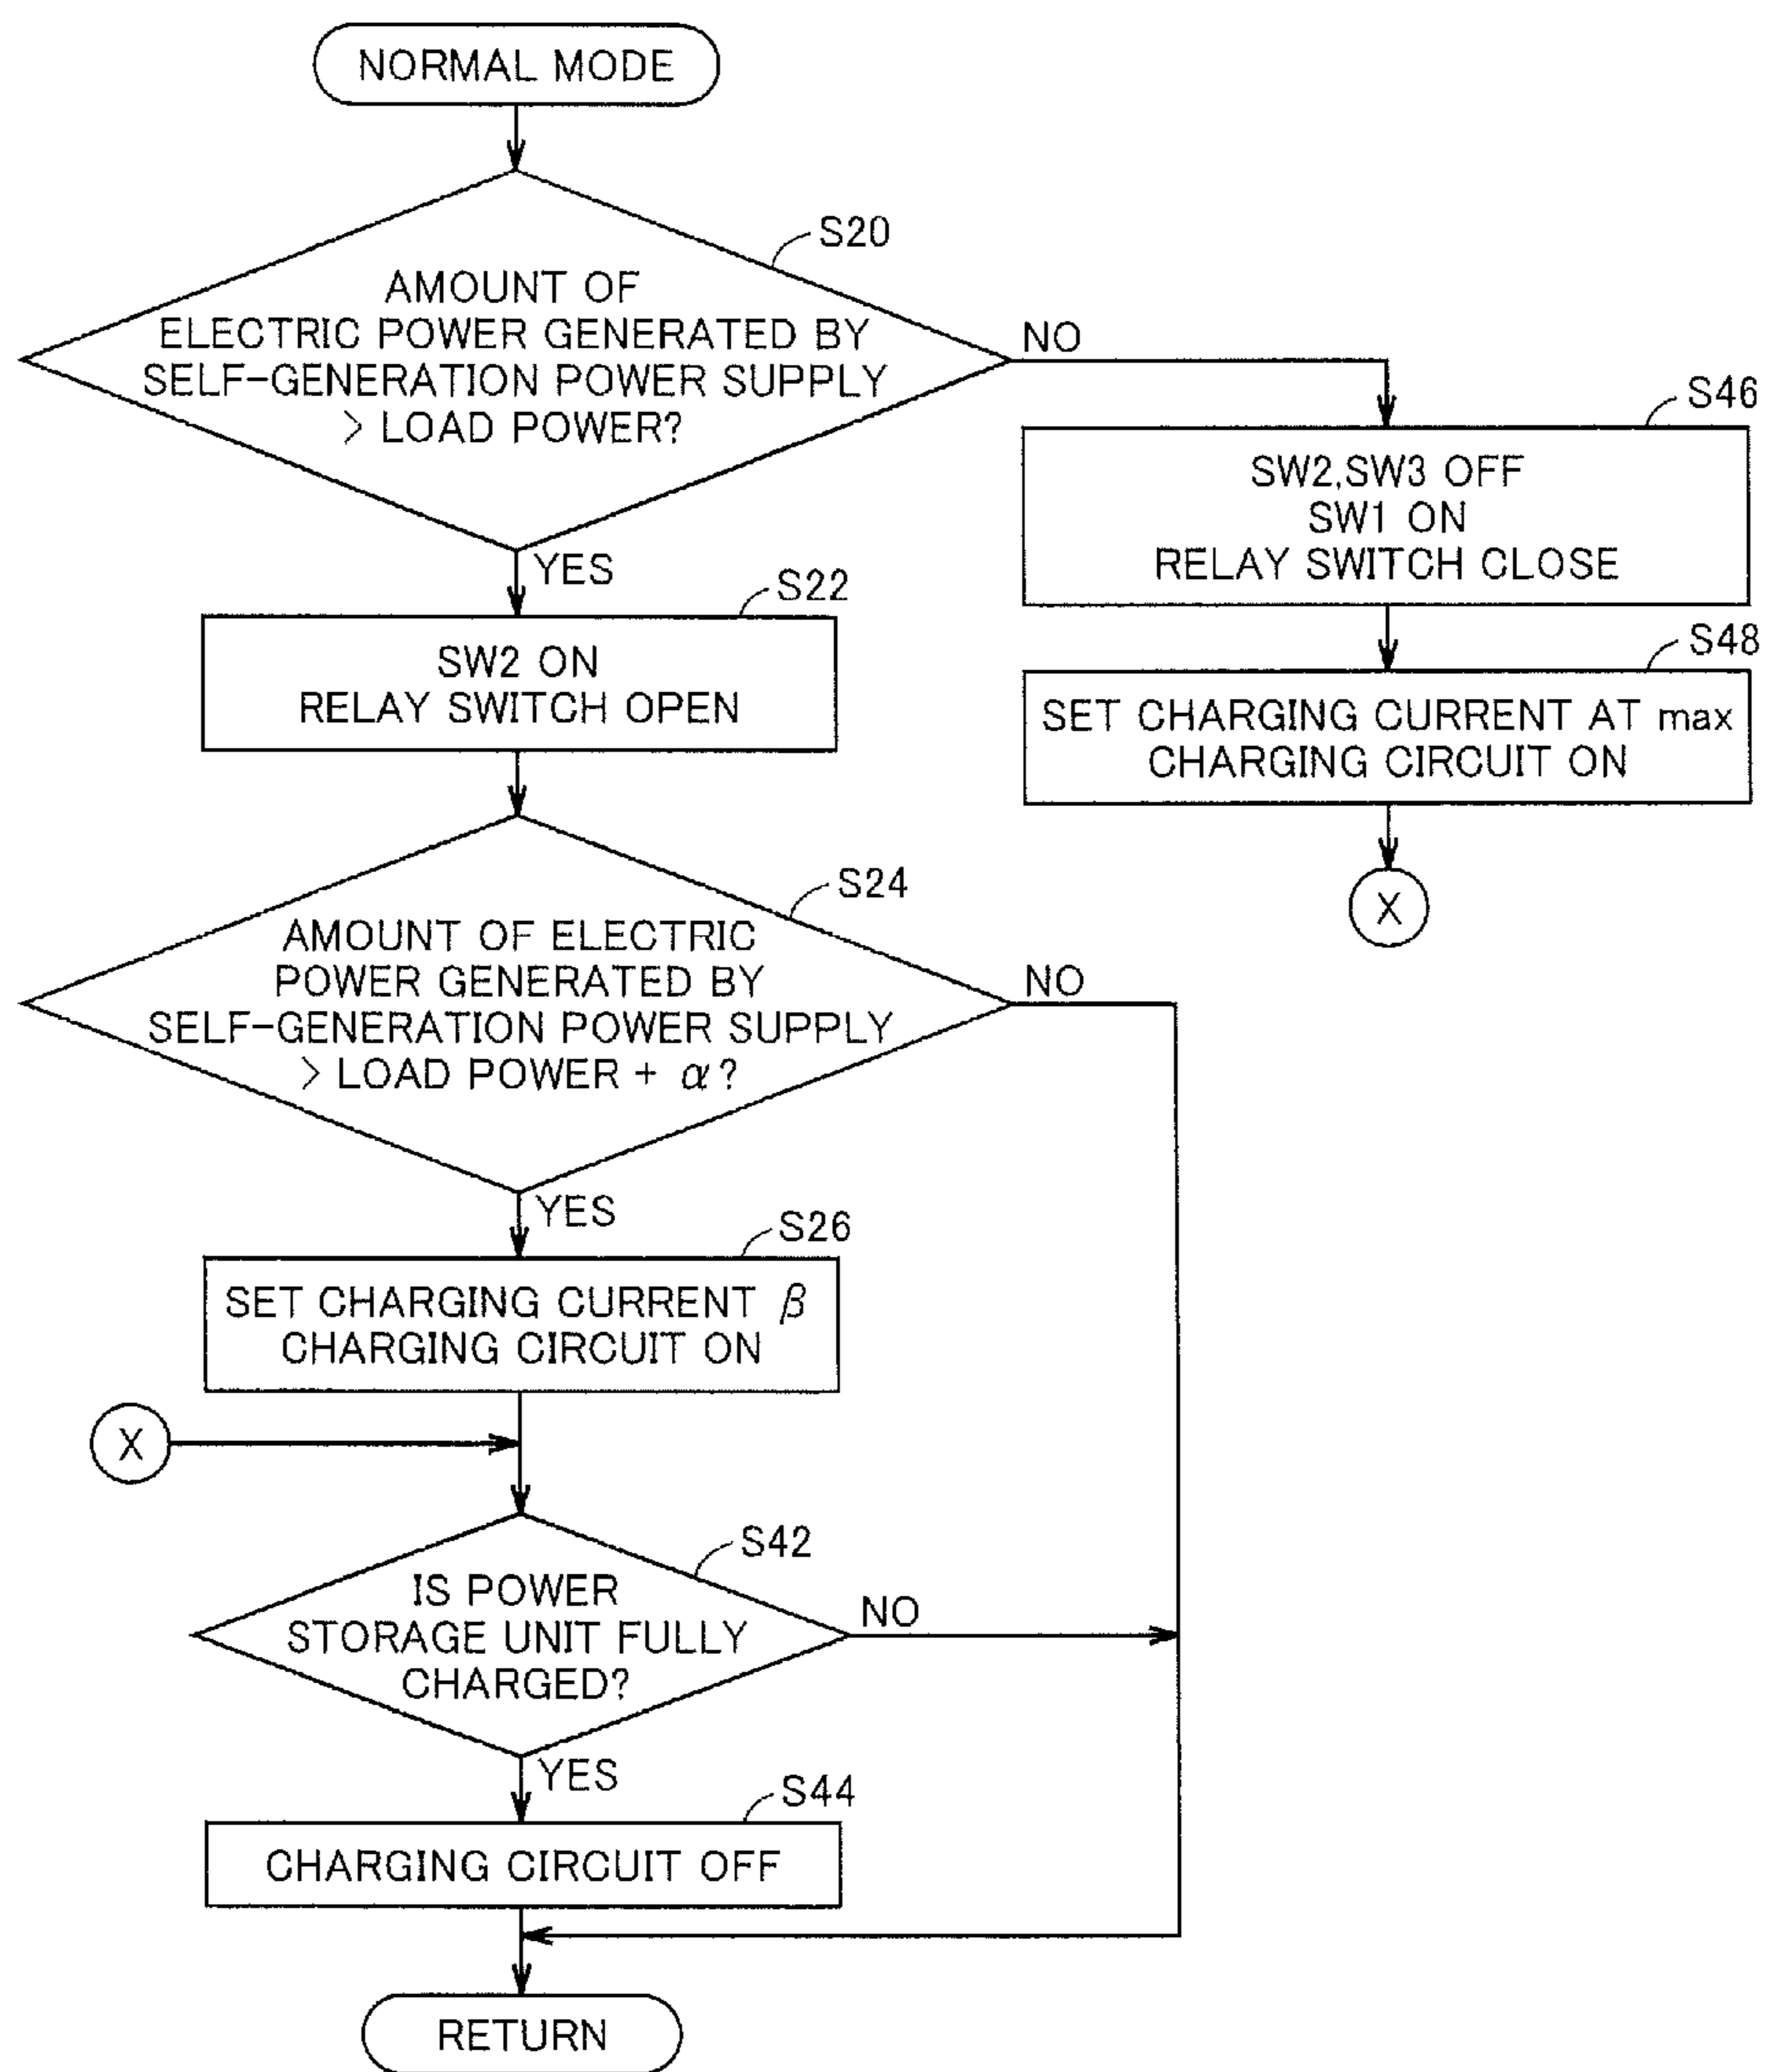 NORMAL MODE
S20
AMOUNT OF
ELECTRIC POWER GENERATED BY
SELF-GENERATION POWER SUPPLY
> LOAD POWER?
NO
YES
S46
SW2,SW3 OFF
SW1 ON
RELAY SWITCH CLOSE
S22
SW2 ON
RELAY SWITCH OPEN
S48
SET CHARGING CURRENT AT max
CHARGING CIRCUIT ON
X
S24
AMOUNT OF ELECTRIC
POWER GENERATED BY
SELF-GENERATION POWER SUPPLY
> LOAD POWER + α?
NO
YES
S26
SET CHARGING CURRENT β
CHARGING CIRCUIT ON
X
S42
IS POWER
STORAGE UNIT FULLY
CHARGED?
NO
YES
S44
CHARGING CIRCUIT OFF
RETURN